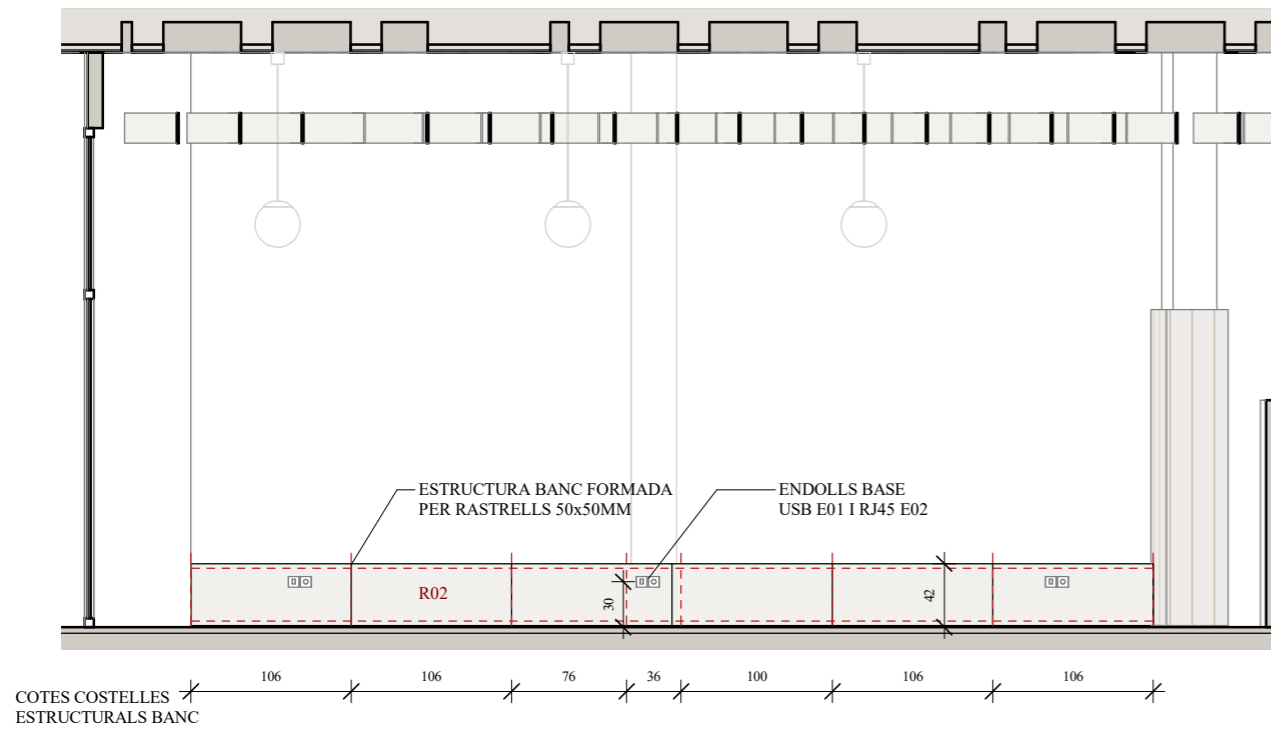 ESTRUCTURA BANC FORMADA
PER RASTRELLS 50x50MM
ENDOLLS BASE
USB E01 I RJ45 E02
R02
30
42
106
106
76
36
100
106
106
COTES COSTELLES
ESTRUCTURALS BANC